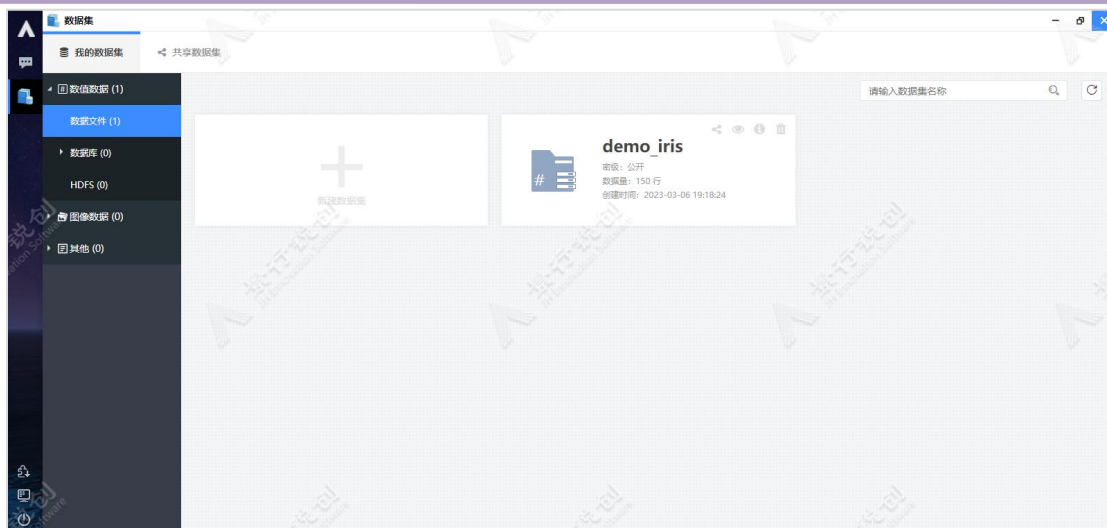 数据集
我的数据集
共享数据集
数值数据 (1)
数据文件 (1)
数据库 (0)
HDFS (0)
图像数据 (0)
其他 (0)
请输入数据集名称
新建数据集
#
demo_iris
密级：公开
数据量：150 行
创建时间：2023-03-06 19:18:24